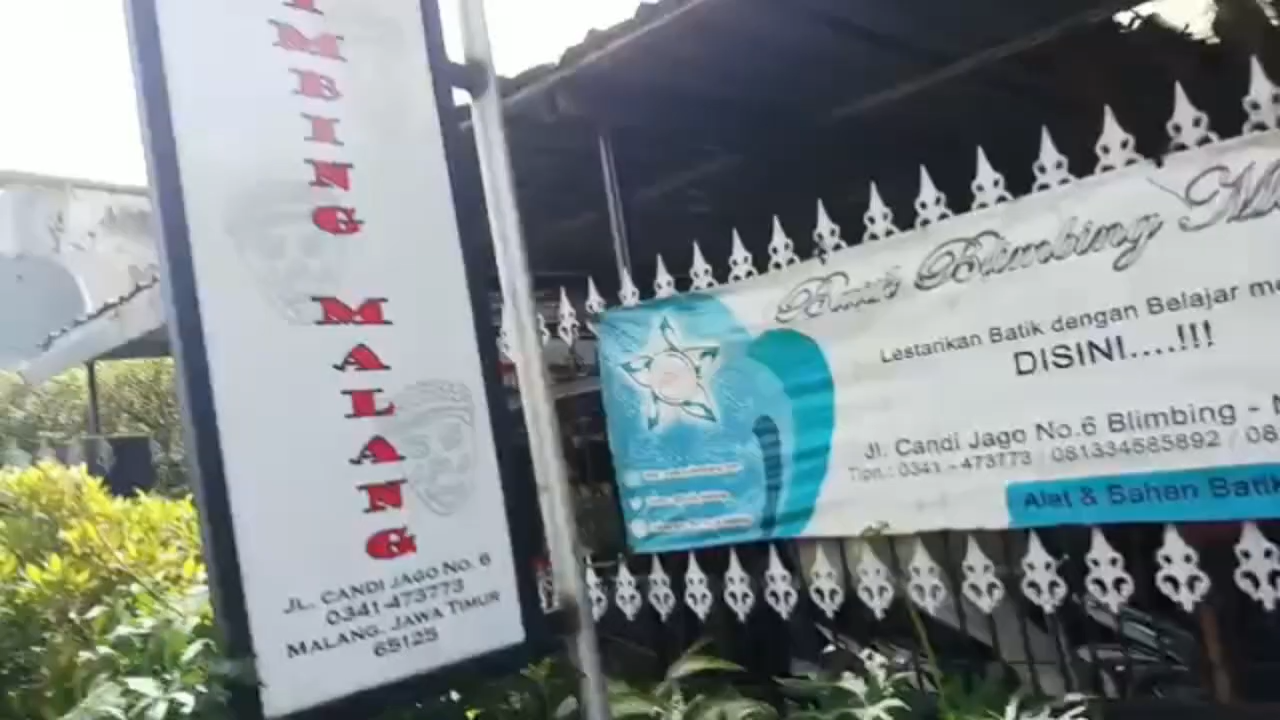 MBING
MALANG
JL. CANDI JAGO NO. 6
0341-473773
MALANG, JAWA TIMUR
65125
Batik Blimbing
Lestarikan Batik dengan Belajar
DISINI....!!!
Jl. Candi Jago No.6 Blimbing -
Tlpn.: 0341 - 473773 / 081334585892 / 08
Alat & Bahan Batik